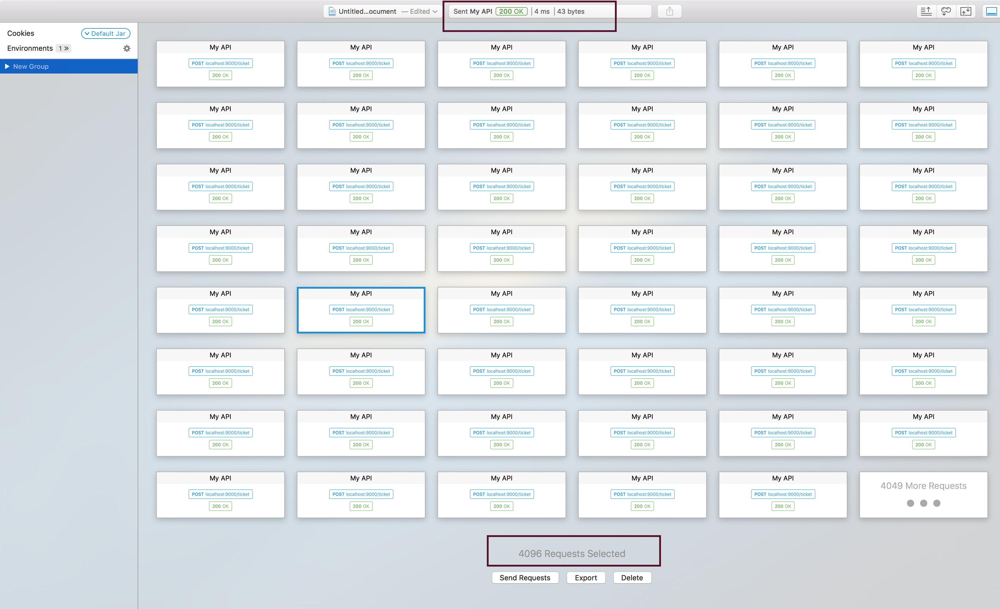 Untitled...ocument — Edited
Sent My API 200 OK | 4 ms | 43 bytes
Cookies Default Jar
Environments 1 »
New Group
My API My API My API My API My API My API
POST localhost:9000/ticket POST localhost:9000/ticket POST localhost:9000/ticket POST localhost:9000/ticket POST localhost:9000/ticket POST localhost:9000/ticket
200 OK 200 OK 200 OK 200 OK 200 OK 200 OK
My API My API My API My API My API My API
POST localhost:9000/ticket POST localhost:9000/ticket POST localhost:9000/ticket POST localhost:9000/ticket POST localhost:9000/ticket POST localhost:9000/ticket
200 OK 200 OK 200 OK 200 OK 200 OK 200 OK
My API My API My API My API My API My API
POST localhost:9000/ticket POST localhost:9000/ticket POST localhost:9000/ticket POST localhost:9000/ticket POST localhost:9000/ticket POST localhost:9000/ticket
200 OK 200 OK 200 OK 200 OK 200 OK 200 OK
My API My API My API My API My API My API
POST localhost:9000/ticket POST localhost:9000/ticket POST localhost:9000/ticket POST localhost:9000/ticket POST localhost:9000/ticket POST localhost:9000/ticket
200 OK 200 OK 200 OK 200 OK 200 OK 200 OK
My API My API My API My API My API My API
POST localhost:9000/ticket POST localhost:9000/ticket POST localhost:9000/ticket POST localhost:9000/ticket POST localhost:9000/ticket POST localhost:9000/ticket
200 OK 200 OK 200 OK 200 OK 200 OK 200 OK
My API My API My API My API My API My API
POST localhost:9000/ticket POST localhost:9000/ticket POST localhost:9000/ticket POST localhost:9000/ticket POST localhost:9000/ticket POST localhost:9000/ticket
200 OK 200 OK 200 OK 200 OK 200 OK 200 OK
My API My API My API My API My API My API
POST localhost:9000/ticket POST localhost:9000/ticket POST localhost:9000/ticket POST localhost:9000/ticket POST localhost:9000/ticket POST localhost:9000/ticket
200 OK 200 OK 200 OK 200 OK 200 OK 200 OK
My API My API My API My API My API
POST localhost:9000/ticket POST localhost:9000/ticket POST localhost:9000/ticket POST localhost:9000/ticket POST localhost:9000/ticket
200 OK 200 OK 200 OK 200 OK 200 OK
4049 More Requests
4096 Requests Selected
Send Requests Export Delete